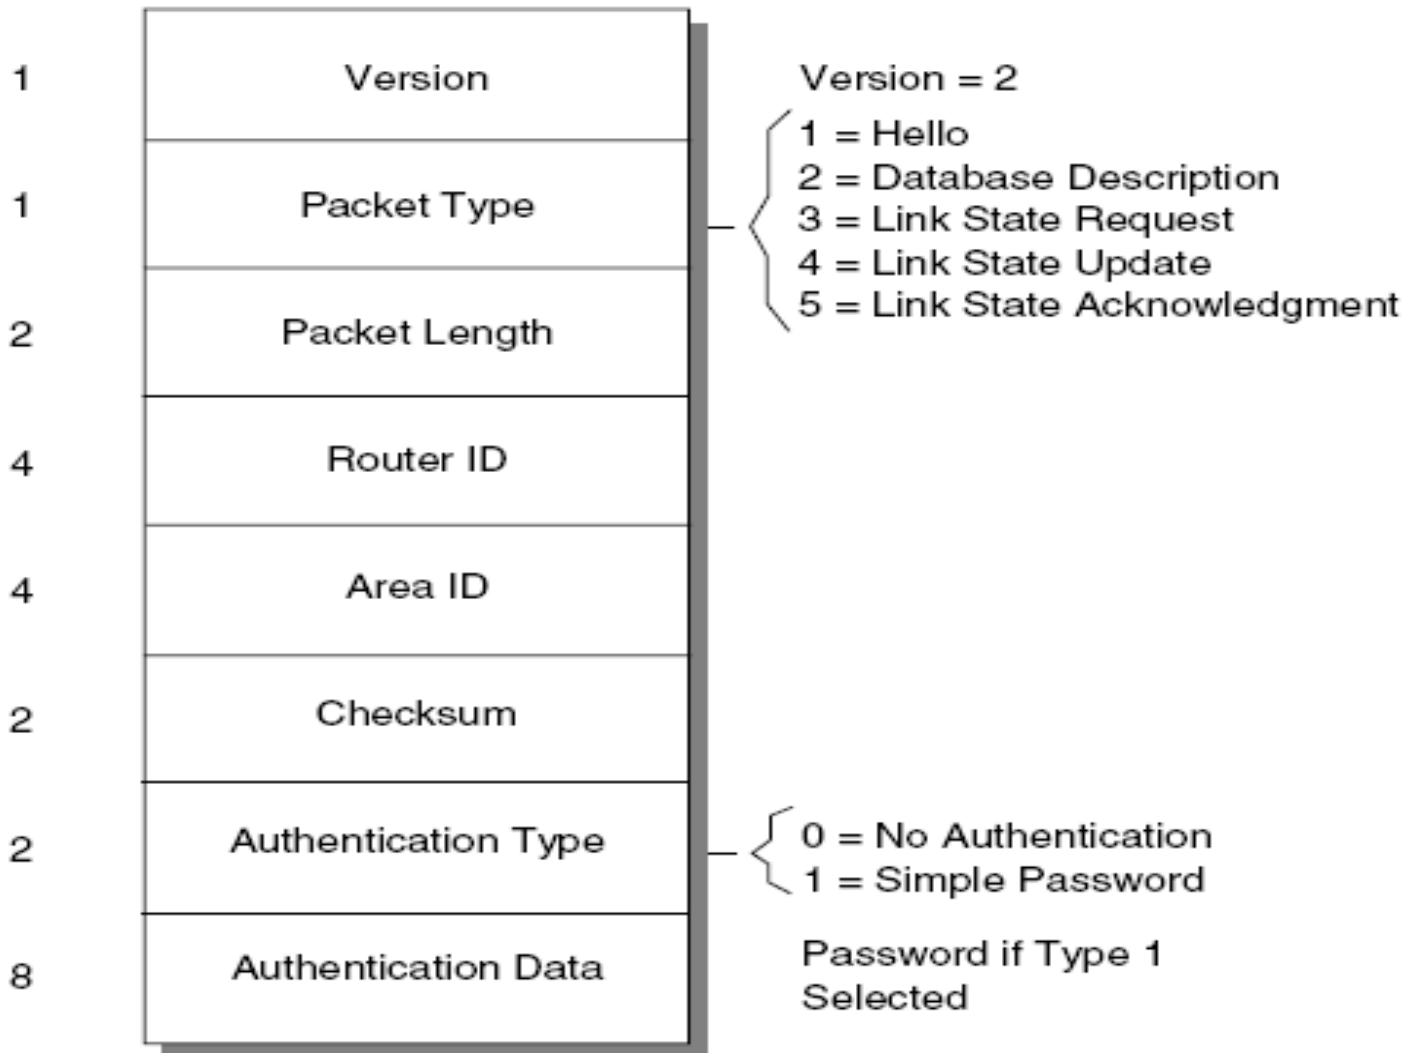 1 Version Version = 2
1 = Hello
2 = Database Description
1 Packet Type
3 = Link State Request
4 = Link State Update
5 = Link State Acknowledgment
2 Packet Length
4 Router ID
4 Area ID
2 Checksum
2 Authentication Type
0 = No Authentication
1 = Simple Password
8 Authentication Data
Password if Type 1
Selected